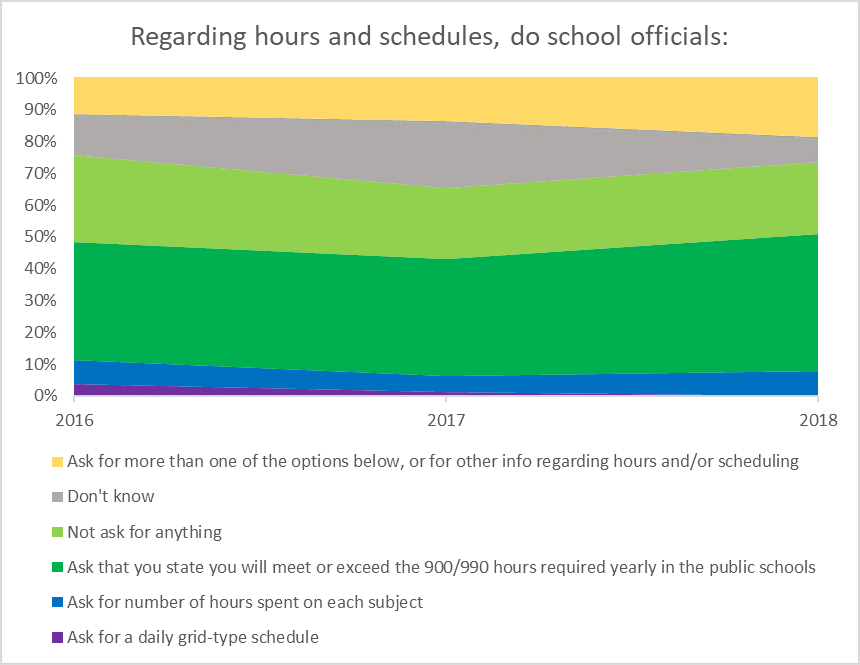 Regarding hours and schedules, do school officials:
100%
90%
80%
70%
60%
50%
40%
30%
20%
10%
0%
2016 2017 2018
Ask for more than one of the options below, or for other info regarding hours and/or scheduling
Don't know
Not ask for anything
Ask that you state you will meet or exceed the 900/990 hours required yearly in the public schools
Ask for number of hours spent on each subject
Ask for a daily grid-type schedule